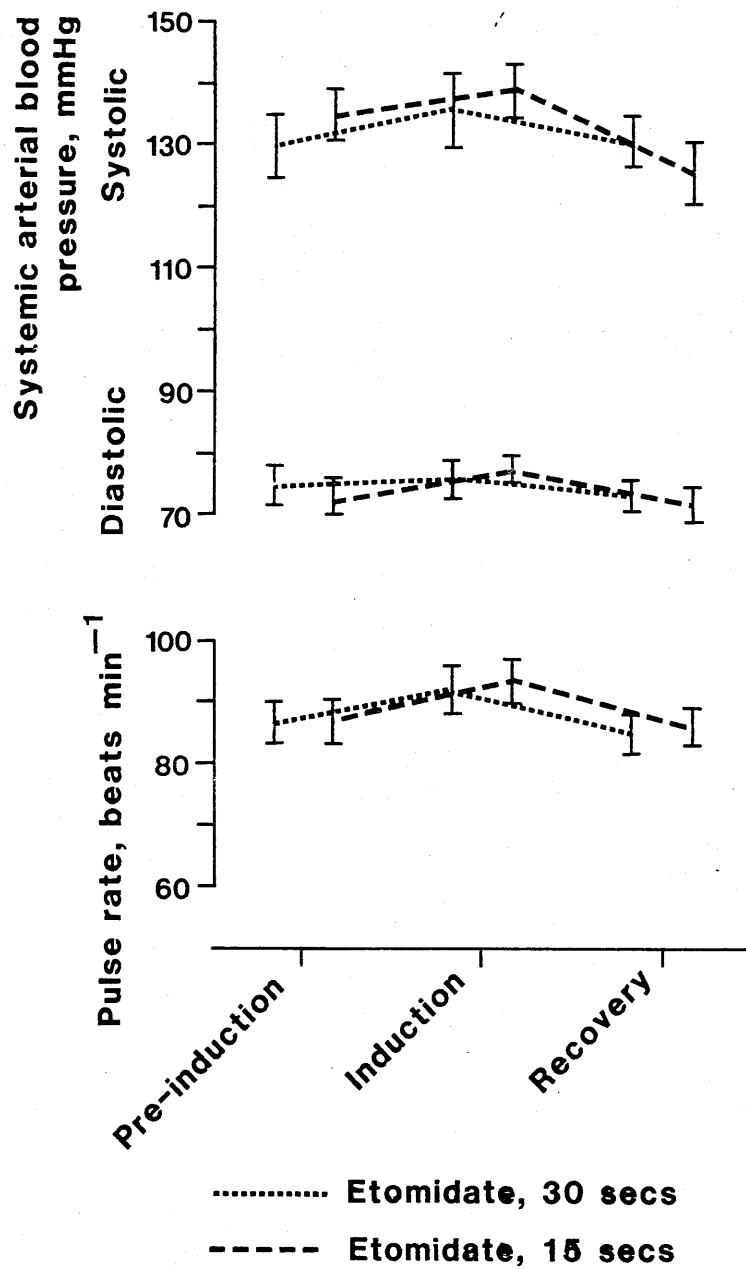 Systemic arterial blood
pressure, mmHg
Systolic
Diastolic
150
130
110
90
70
Pulse rate, beats min−1
100
80
60
Pre-induction
Induction
Recovery
Etomidate, 30 secs
Etomidate, 15 secs